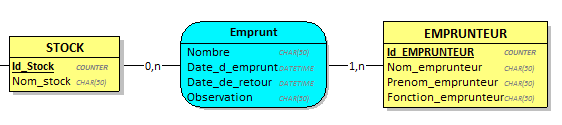 STOCK
Id_Stock COUNTER
Nom_stock CHAR(50)
0,n
Emprunt
Nombre CHAR(50)
Date_d_emprunt DATETIME
Date_de_retour DATETIME
Observation CHAR(50)
1,n
EMPRUNTEUR
Id_EMPRUNTEUR COUNTER
Nom_emprunteur CHAR(50)
Prenom_emprunteur CHAR(50)
Fonction_emprunteur CHAR(50)